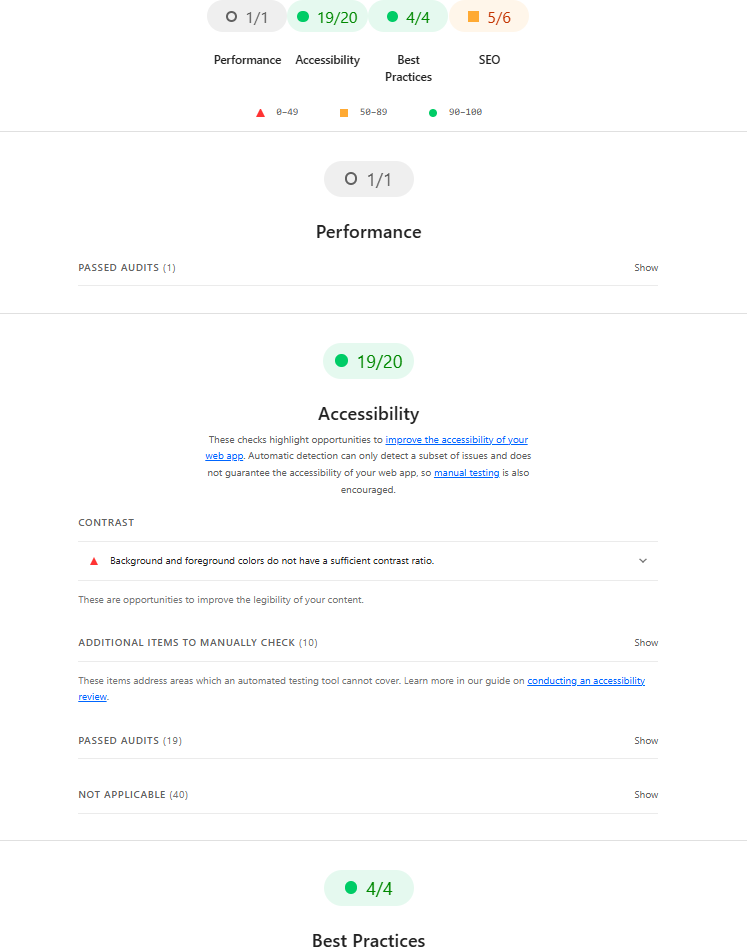 1/1 19/20 4/4 5/6
Performance Accessibility Best Practices SEO
0–49 50–89 90–100
1/1
Performance
PASSED AUDITS (1) Show
19/20
Accessibility
These checks highlight opportunities to improve the accessibility of your
web app. Automatic detection can only detect a subset of issues and does
not guarantee the accessibility of your web app, so manual testing is also
encouraged.
CONTRAST
Background and foreground colors do not have a sufficient contrast ratio.
These are opportunities to improve the legibility of your content.
ADDITIONAL ITEMS TO MANUALLY CHECK (10) Show
These items address areas which an automated testing tool cannot cover. Learn more in our guide on conducting an accessibility
review.
PASSED AUDITS (19) Show
NOT APPLICABLE (40) Show
4/4
Best Practices